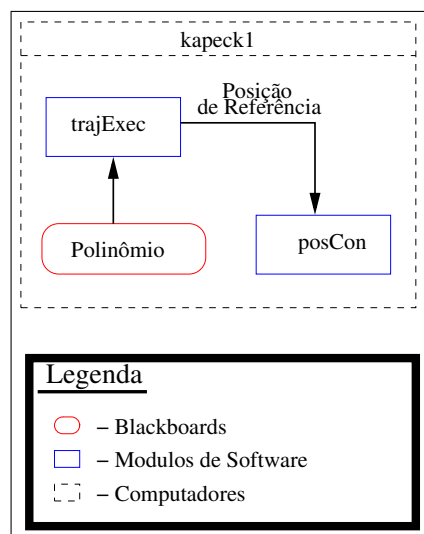 kapeck1
Posição
de Referência
trajExec
Polinômio
posCon
Legenda
– Blackboards
– Modulos de Software
– Computadores